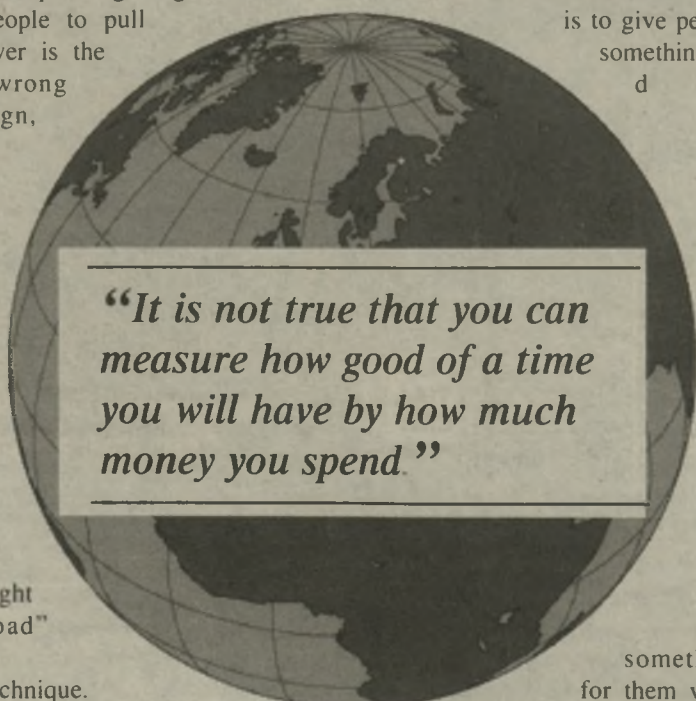 eople to pull
ver is the
wrong
gn,
ght
oad"
chnique.
“It is not true that you can
measure how good of a time
you will have by how much
money you spend.”
is to give pe
somethin
d
somet
for them v